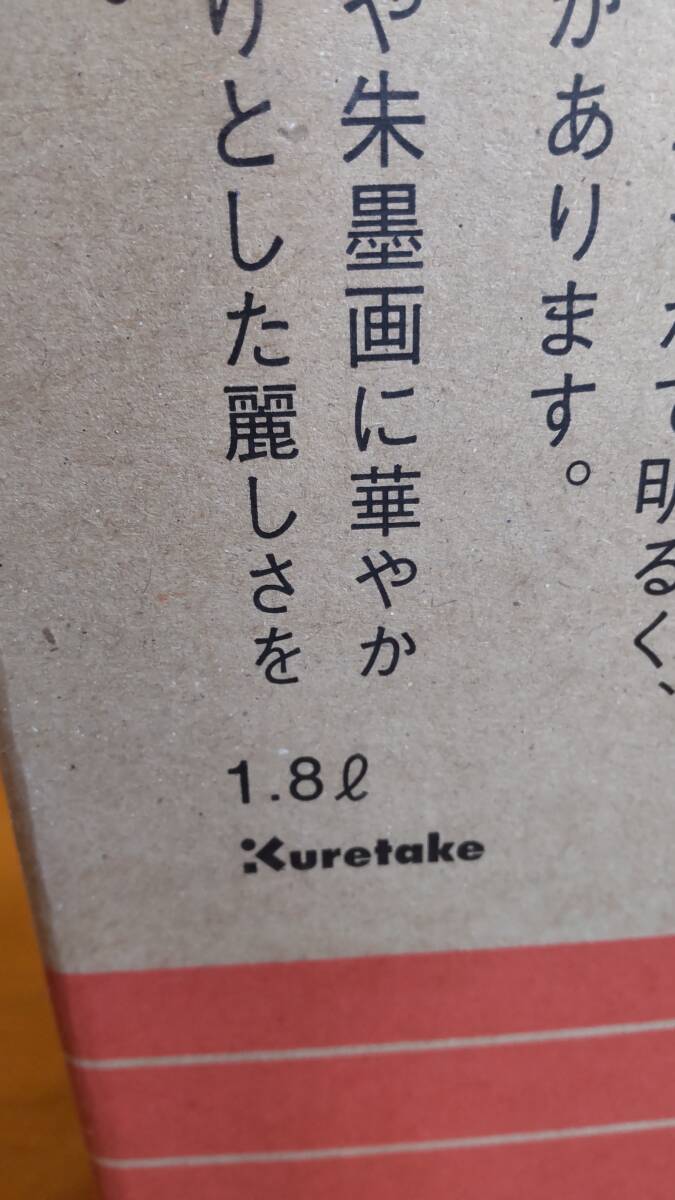 明るく、
があります。
や朱墨画に華やか
りとした麗しさを
1.8ℓ
Kuretake